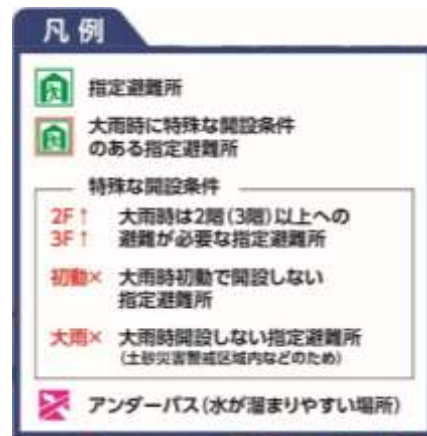 凡例
指定避難所
大雨時に特殊な開設条件
のある指定避難所
特殊な開設条件
2F↑ 大雨時は2階(3階)以上への
3F↑ 避難が必要な指定避難所
初動× 大雨時初動で開設しない
指定避難所
大雨× 大雨時開設しない指定避難所
(土砂災害警戒区域内などのため)
アンダーパス(水が溜まりやすい場所)